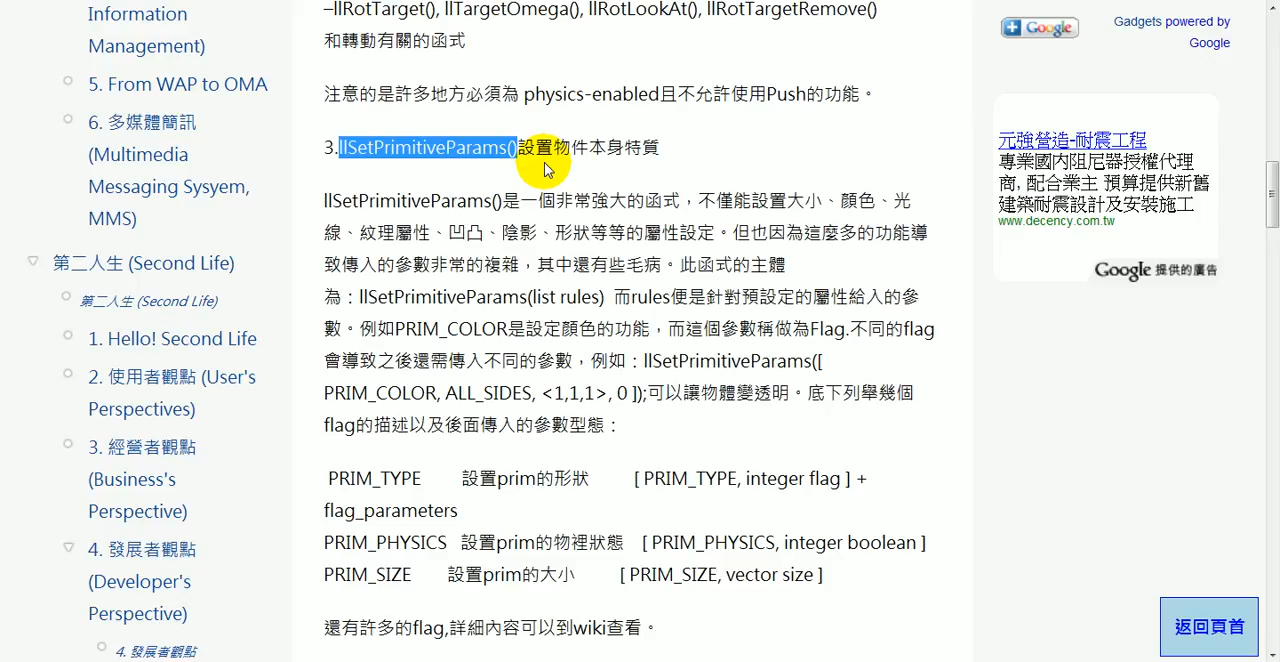 Information
Management)
5. From WAP to OMA
6. 多媒體簡訊
(Multimedia
Messaging Sysyem,
MMS)
第二人生 (Second Life)
第二人生 (Second Life)
1. Hello! Second Life
2. 使用者觀點 (User's
Perspectives)
3. 經營者觀點
(Business's
Perspective)
4. 發展者觀點
(Developer's
Perspective)
4. 發展者觀點
–llRotTarget(), llTargetOmega(), llRotLookAt(), llRotTargetRemove()
和轉動有關的函式
注意的是許多地方必須為 physics-enabled且不允許使用Push的功能。
3.llSetPrimitiveParams()設置物件本身特質
llSetPrimitiveParams()是一個非常強大的函式，不僅能設置大小、顏色、光
線、紋理屬性、凹凸、陰影、形狀等等的屬性設定。但也因為這麼多的功能導
致傳入的參數非常的複雜，其中還有些毛病。此函式的主體
為：llSetPrimitiveParams(list rules) 而rules便是針對預設定的屬性給入的參
數。例如PRIM_COLOR是設定顏色的功能，而這個參數稱做為Flag.不同的flag
會導致之後還需傳入不同的參數，例如：llSetPrimitiveParams([
PRIM_COLOR, ALL_SIDES, <1,1,1>, 0 ]);可以讓物體變透明。底下列舉幾個
flag的描述以及後面傳入的參數型態：
PRIM_TYPE 設置prim的形狀 [ PRIM_TYPE, integer flag ] +
flag_parameters
PRIM_PHYSICS 設置prim的物裡狀態 [ PRIM_PHYSICS, integer boolean ]
PRIM_SIZE 設置prim的大小 [ PRIM_SIZE, vector size ]
還有許多的flag,詳細內容可以到wiki查看。
Google
Gadgets powered by
Google
元強營造-耐震工程
專業國內阻尼器授權代理
商, 配合業主 預算提供新舊
建築耐震設計及安裝施工
www.decency.com.tw
Google 提供的廣告
返回頁首